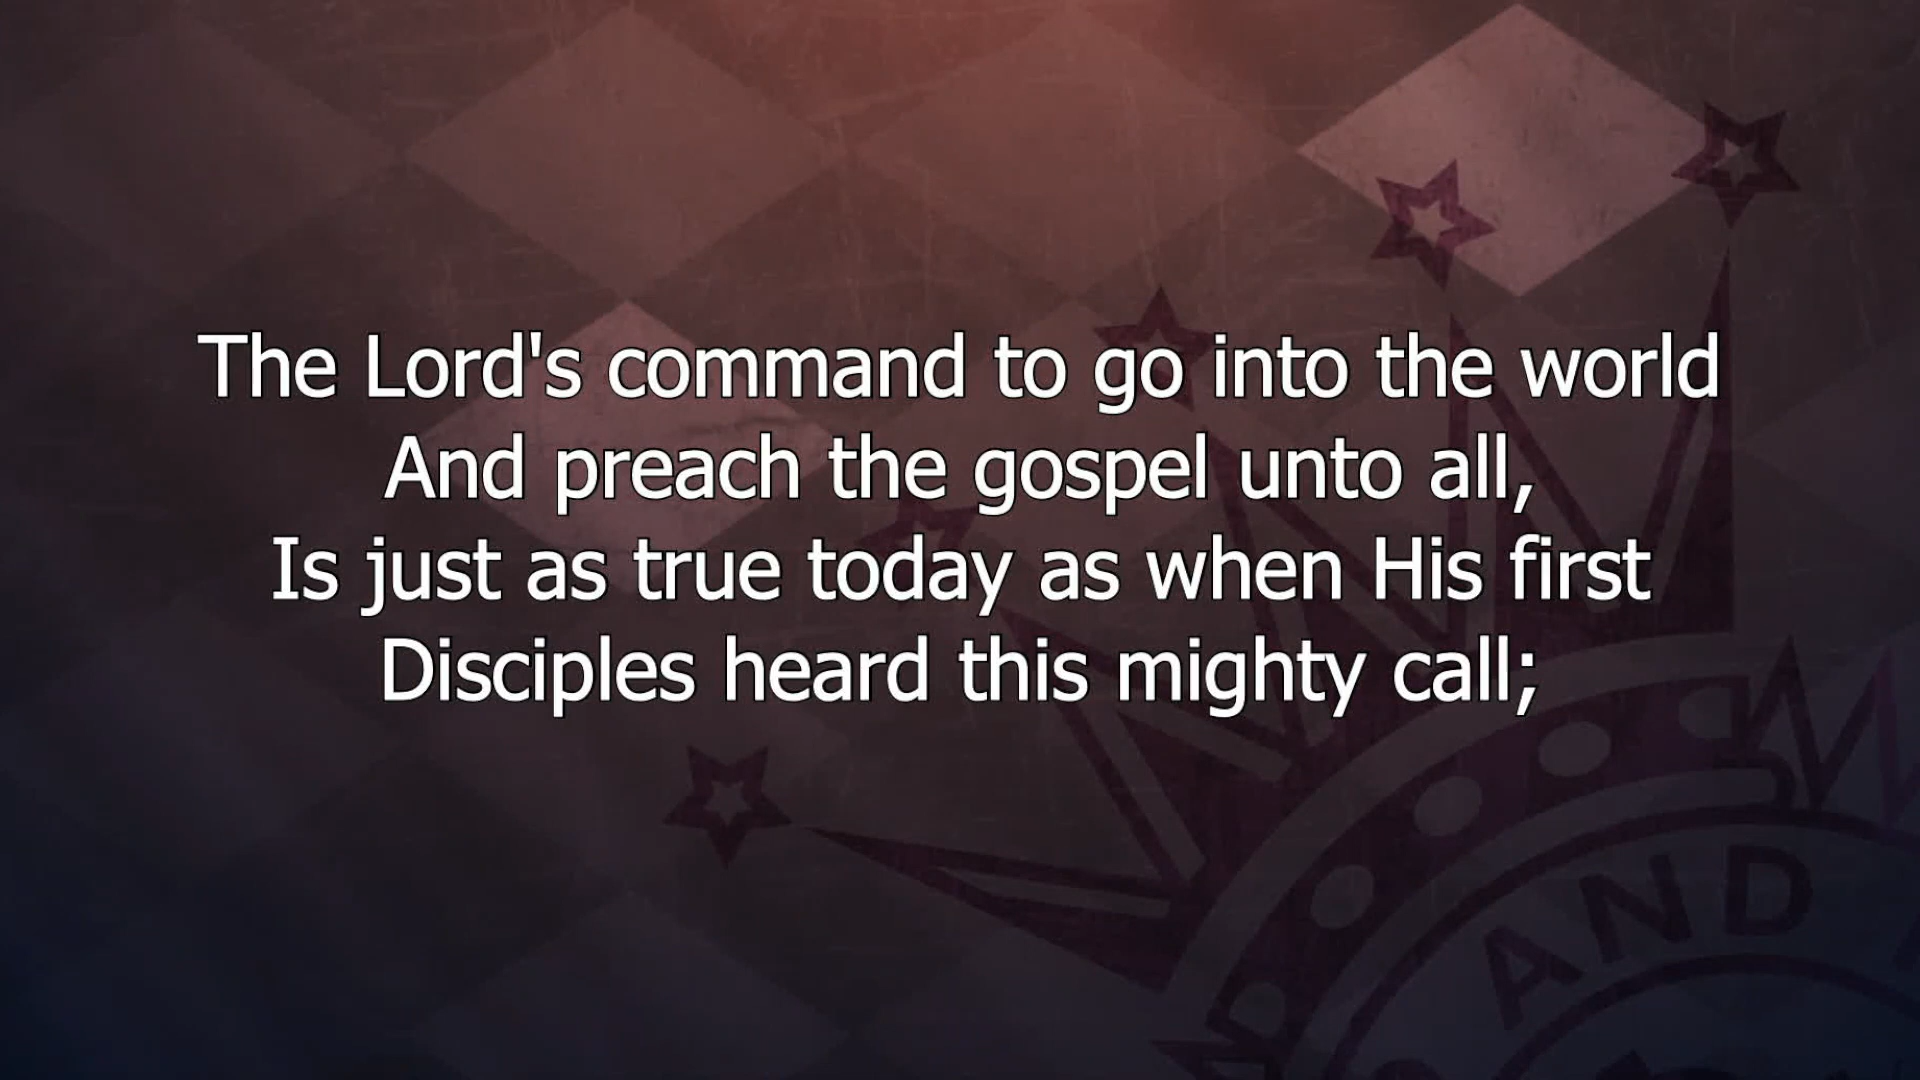 The Lord's command to go into the world
And preach the gospel unto all,
Is just as true today as when His first
Disciples heard this mighty call;
AND